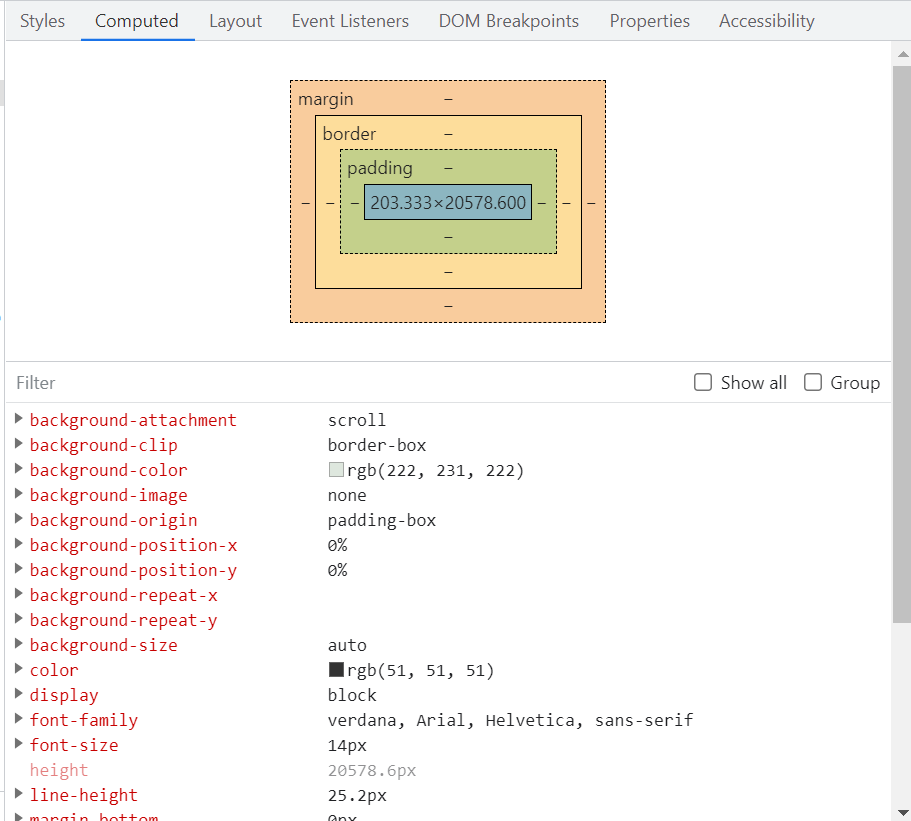 Styles Computed Layout Event Listeners DOM Breakpoints Properties Accessibility
margin –
border –
padding –
– – – 203.333×20578.600 – – –
–
–
–
Filter Show all Group
background-attachment scroll
background-clip border-box
background-color rgb(222, 231, 222)
background-image none
background-origin padding-box
background-position-x 0%
background-position-y 0%
background-repeat-x
background-repeat-y
background-size auto
color rgb(51, 51, 51)
display block
font-family verdana, Arial, Helvetica, sans-serif
font-size 14px
height 20578.6px
line-height 25.2px
margin-bottom 0px